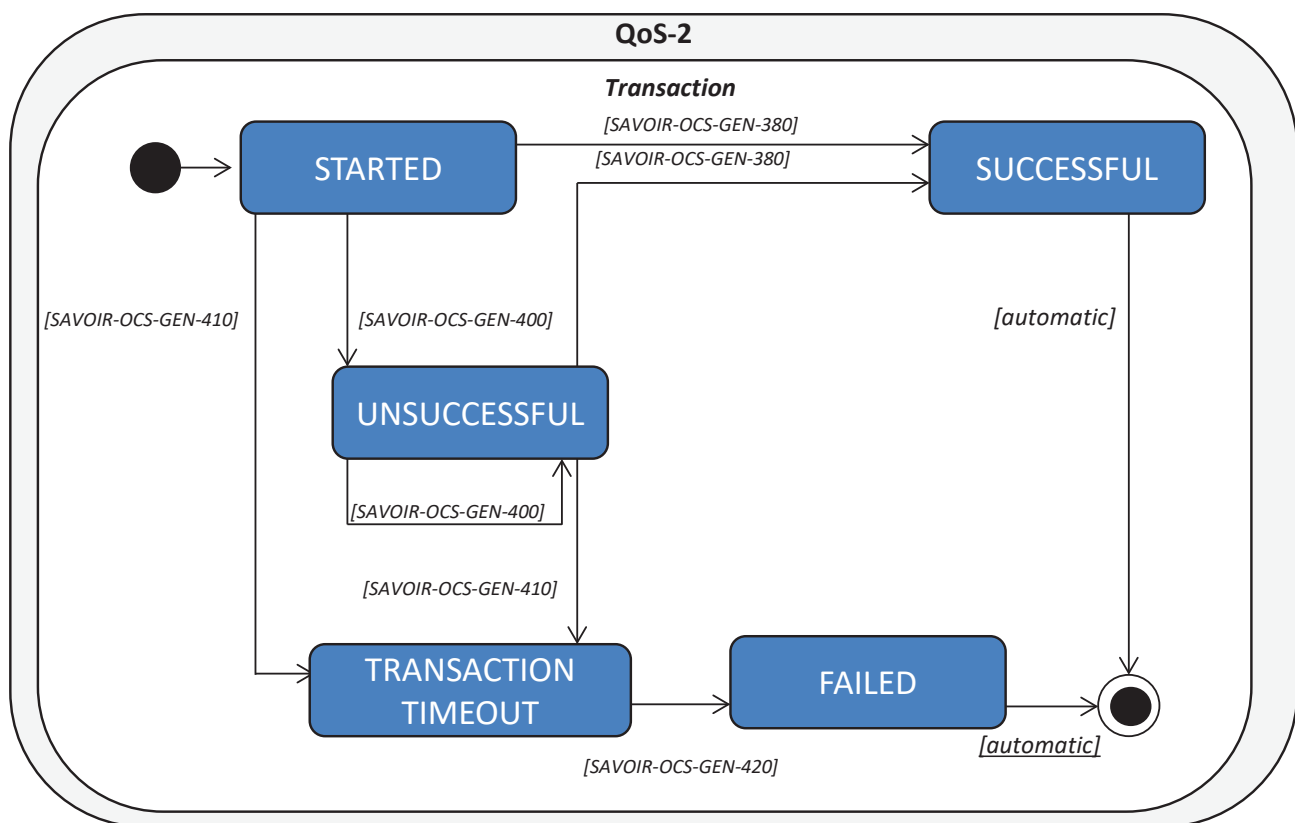 QoS-2
Transaction
[SAVOIR-OCS-GEN-380]
[SAVOIR-OCS-GEN-380]
STARTED
SUCCESSFUL
[SAVOIR-OCS-GEN-410]
[SAVOIR-OCS-GEN-400]
[automatic]
UNSUCCESSFUL
[SAVOIR-OCS-GEN-400]
[SAVOIR-OCS-GEN-410]
TRANSACTION
TIMEOUT
FAILED
[automatic]
[SAVOIR-OCS-GEN-420]